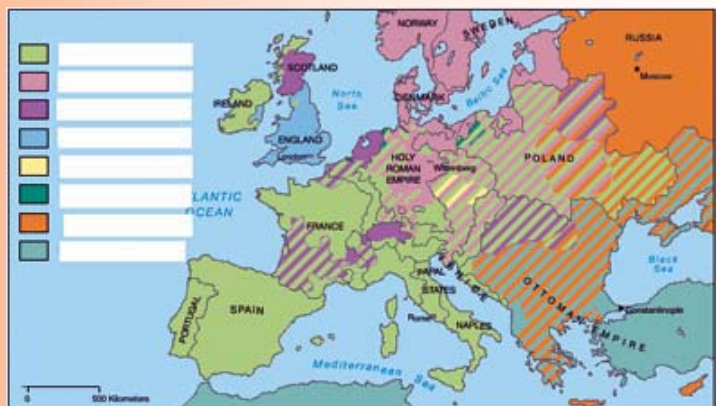 NORWAY
SWEDEN
RUSSIA
Moscow
SCOTLAND
North
Sea
Baltic Sea
IRELAND
DENMARK
ENGLAND
London
HOLY
ROMAN
EMPIRE
Wittenberg
POLAND
ATLANTIC
OCEAN
FRANCE
VENICE
PAPAL
STATES
Rome
NAPLES
OTTOMAN EMPIRE
Constantinople
Black
Sea
PORTUGAL
SPAIN
Mediterranean Sea
0 500 Kilometers